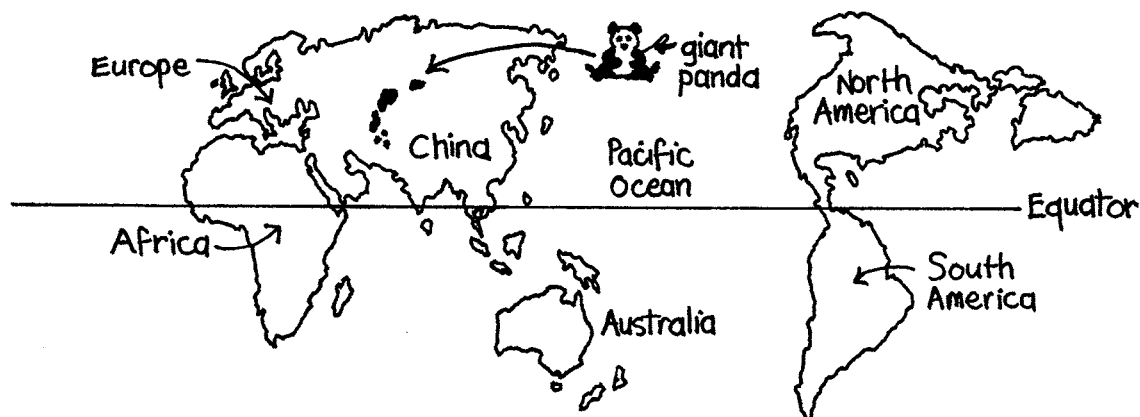 Europe
giant
panda
North
America
China
Pacific
Ocean
Equator
Africa
South
America
Australia